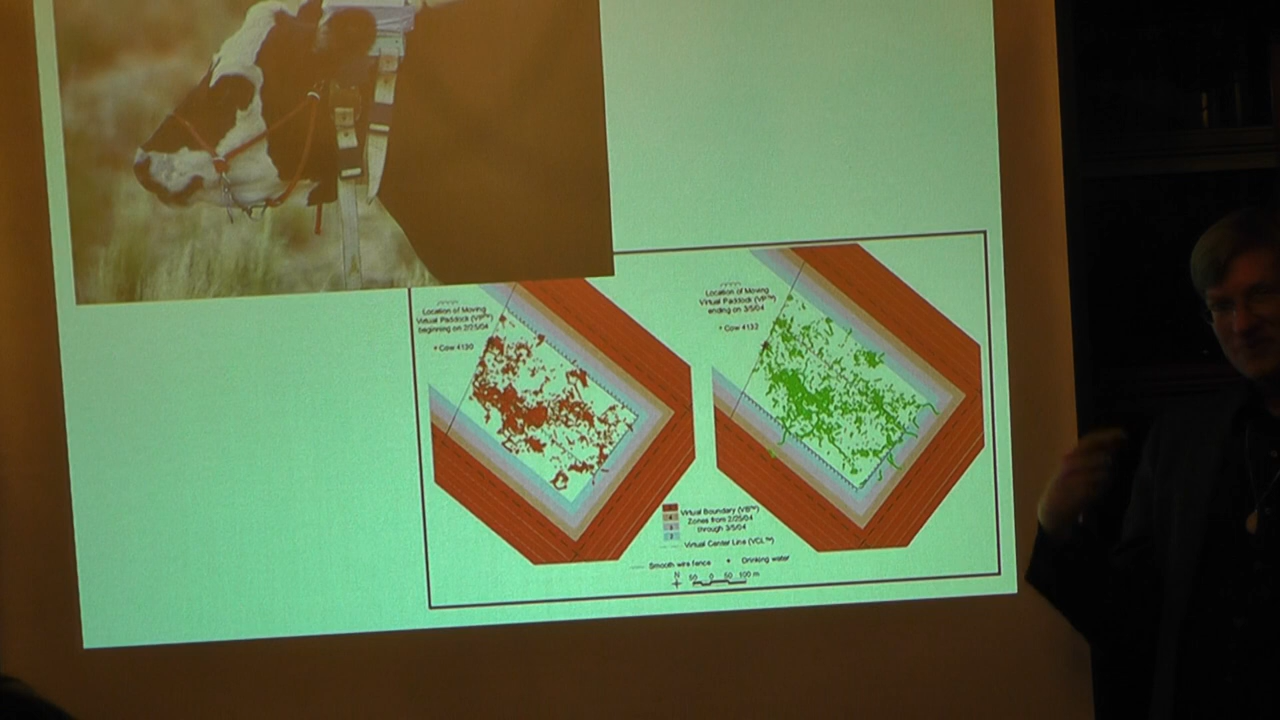 Location of Moving
Virtual Paddock (VP™)
beginning on 2/25/04
• Cow 4130
Location of Moving
Virtual Paddock (VP™)
ending on 3/5/04
• Cow 4132
Virtual Boundary (VB™)
Zones from 2/25/04
through 3/5/04
Virtual Center Line (VCL™)
Smooth wire fence
• Drinking water
N
50 0 50 100 m